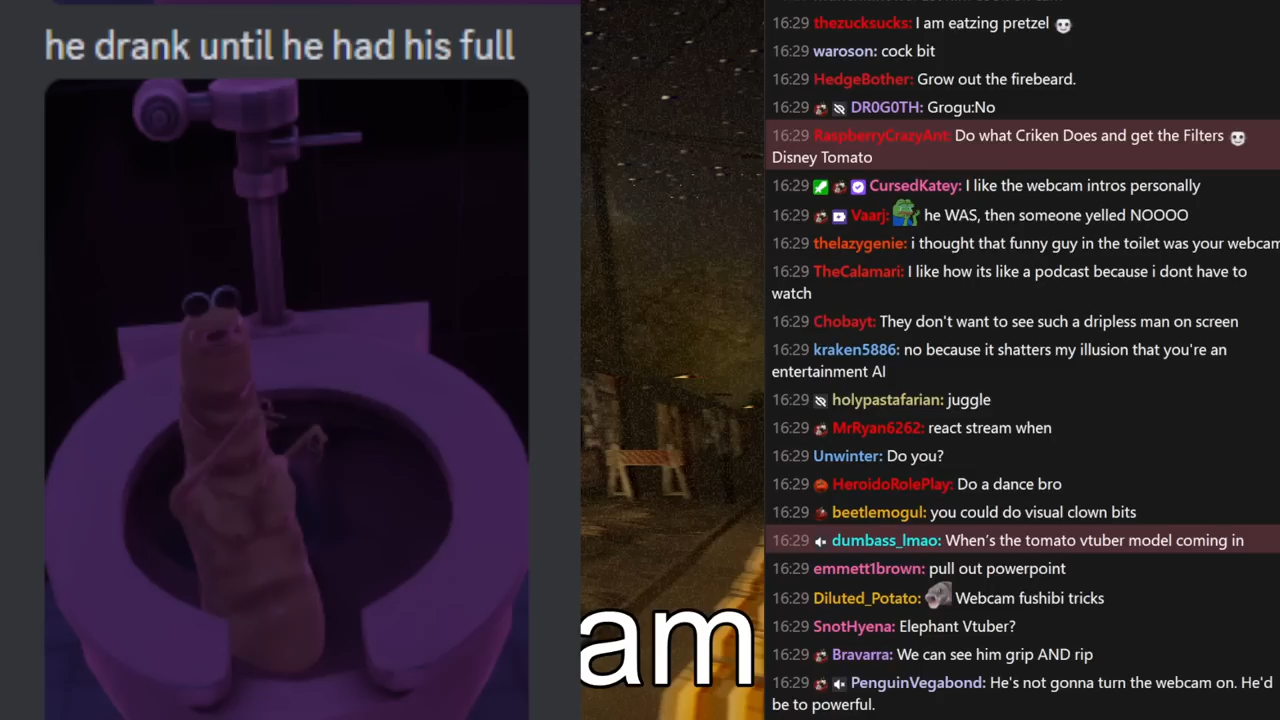 he drank until he had his full
am
16:29 thezucksucks: I am eatzing pretzel
16:29 waroson: cock bit
16:29 HedgeBother: Grow out the firebeard.
16:29 DR0G0TH: Grogu:No
16:29 RaspberryCrazyAnt: Do what Criken Does and get the Filters
Disney Tomato
16:29 CursedKatey: I like the webcam intros personally
16:29 Vaarj: he WAS, then someone yelled NOOOO
16:29 thelazygenie: i thought that funny guy in the toilet was your webcam
16:29 TheCalamari: I like how its like a podcast because i dont have to
watch
16:29 Chobayt: They don't want to see such a dripless man on screen
16:29 kraken5886: no because it shatters my illusion that you're an
entertainment AI
16:29 holypastafarian: juggle
16:29 MrRyan6262: react stream when
16:29 Unwinter: Do you?
16:29 HeroidoRolePlay: Do a dance bro
16:29 beetlemogul: you could do visual clown bits
16:29 dumbass_lmao: When's the tomato vtuber model coming in
16:29 emmett1brown: pull out powerpoint
16:29 Diluted_Potato: Webcam fushibi tricks
16:29 SnotHyena: Elephant Vtuber?
16:29 Bravarra: We can see him grip AND rip
16:29 PenguinVegabond: He's not gonna turn the webcam on. He'd
be to powerful.